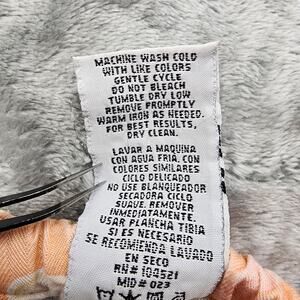 MACHINE WASH COLD
WITH LIKE COLORS
GENTLE CYCLE.
DO NOT BLEACH
TUMBLE DRY LOW
REMOVE PROMPTLY
WARM IRON AS NEEDED.
FOR BEST RESULTS,
DRY CLEAN.
LAVAR A MAQUINA
CON AGUA FRIA, CON
COLORES SIMILARES
CICLO DELICADO
NO USE BLANQUEADOR
SECADORA CICLO
SUAVE. REMOVER
INMEDIATAMENTE.
USAR PLANCHA TIBIA
SI ES NECESARIO
SE RECOMIENDA LAVADO
EN SECO
RN# 104521
MID# 023